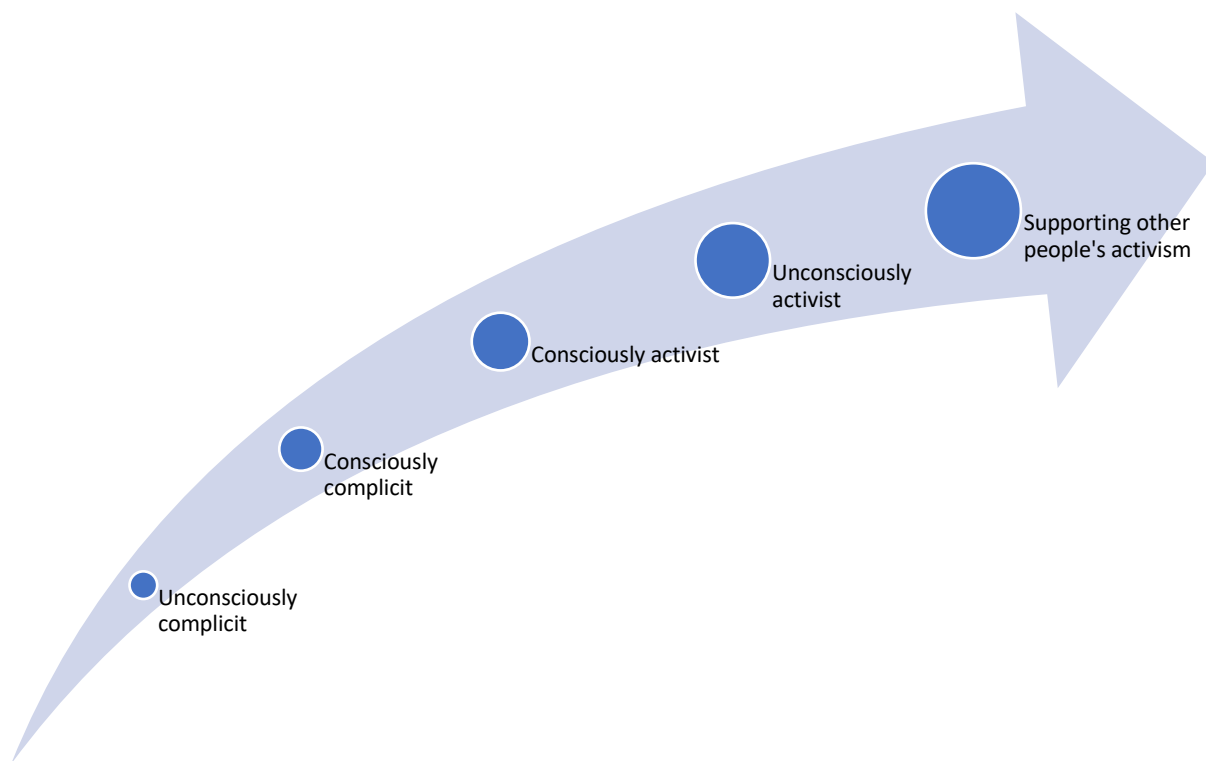 Unconsciously
complicit
Consciously
complicit
Consciously activist
Unconsciously
activist
Supporting other
people's activism